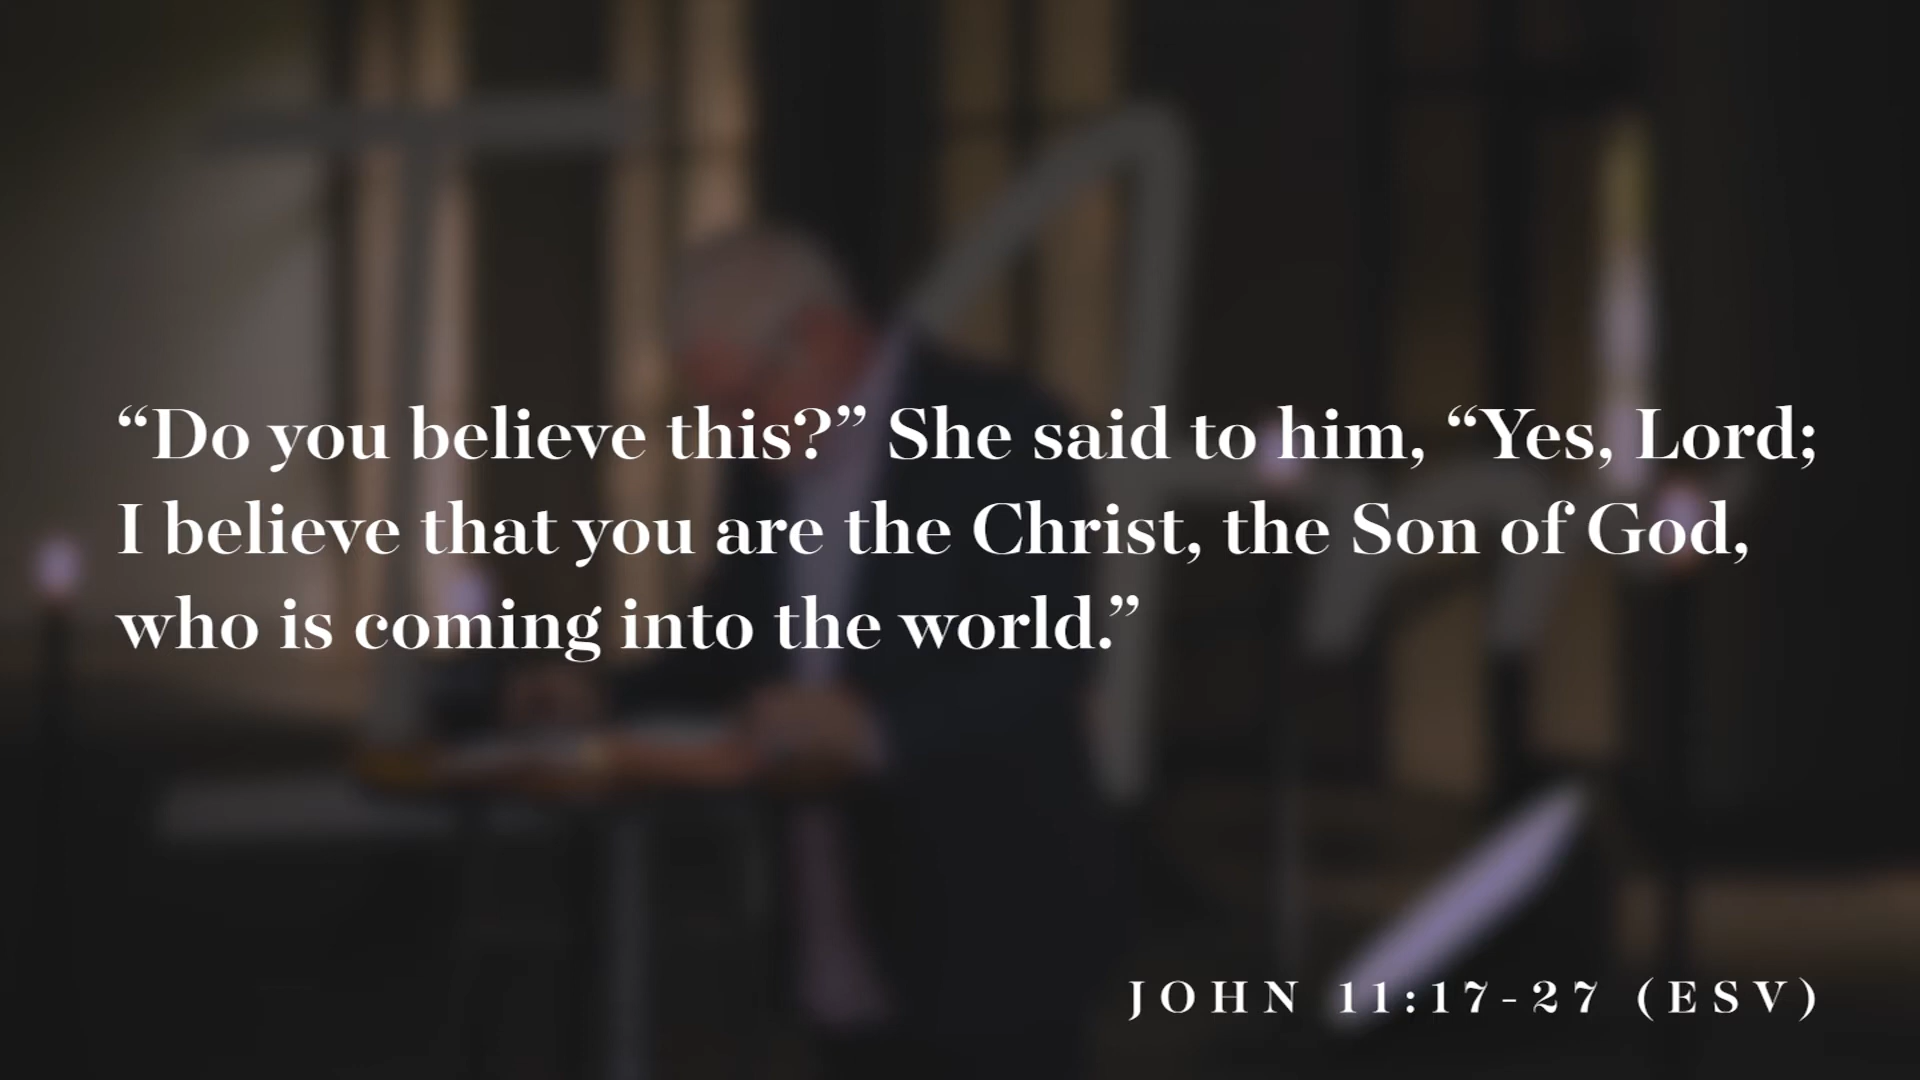 “Do you believe this?” She said to him, “Yes, Lord;
I believe that you are the Christ, the Son of God,
who is coming into the world.”
JOHN 11:17-27 (ESV)